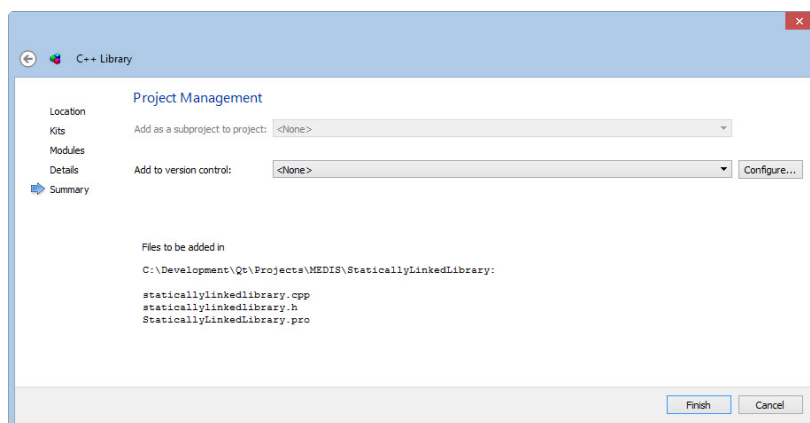 C++ Library
Location
Kits
Modules
Details
Summary
Project Management
Add as a subproject to project: <None>
Add to version control: <None> Configure...
Files to be added in
C:\Development\Qt\Projects\MEDIS\StaticallyLinkedLibrary:
staticallylinkedlibrary.cpp
staticallylinkedlibrary.h
StaticallyLinkedLibrary.pro
Finish Cancel